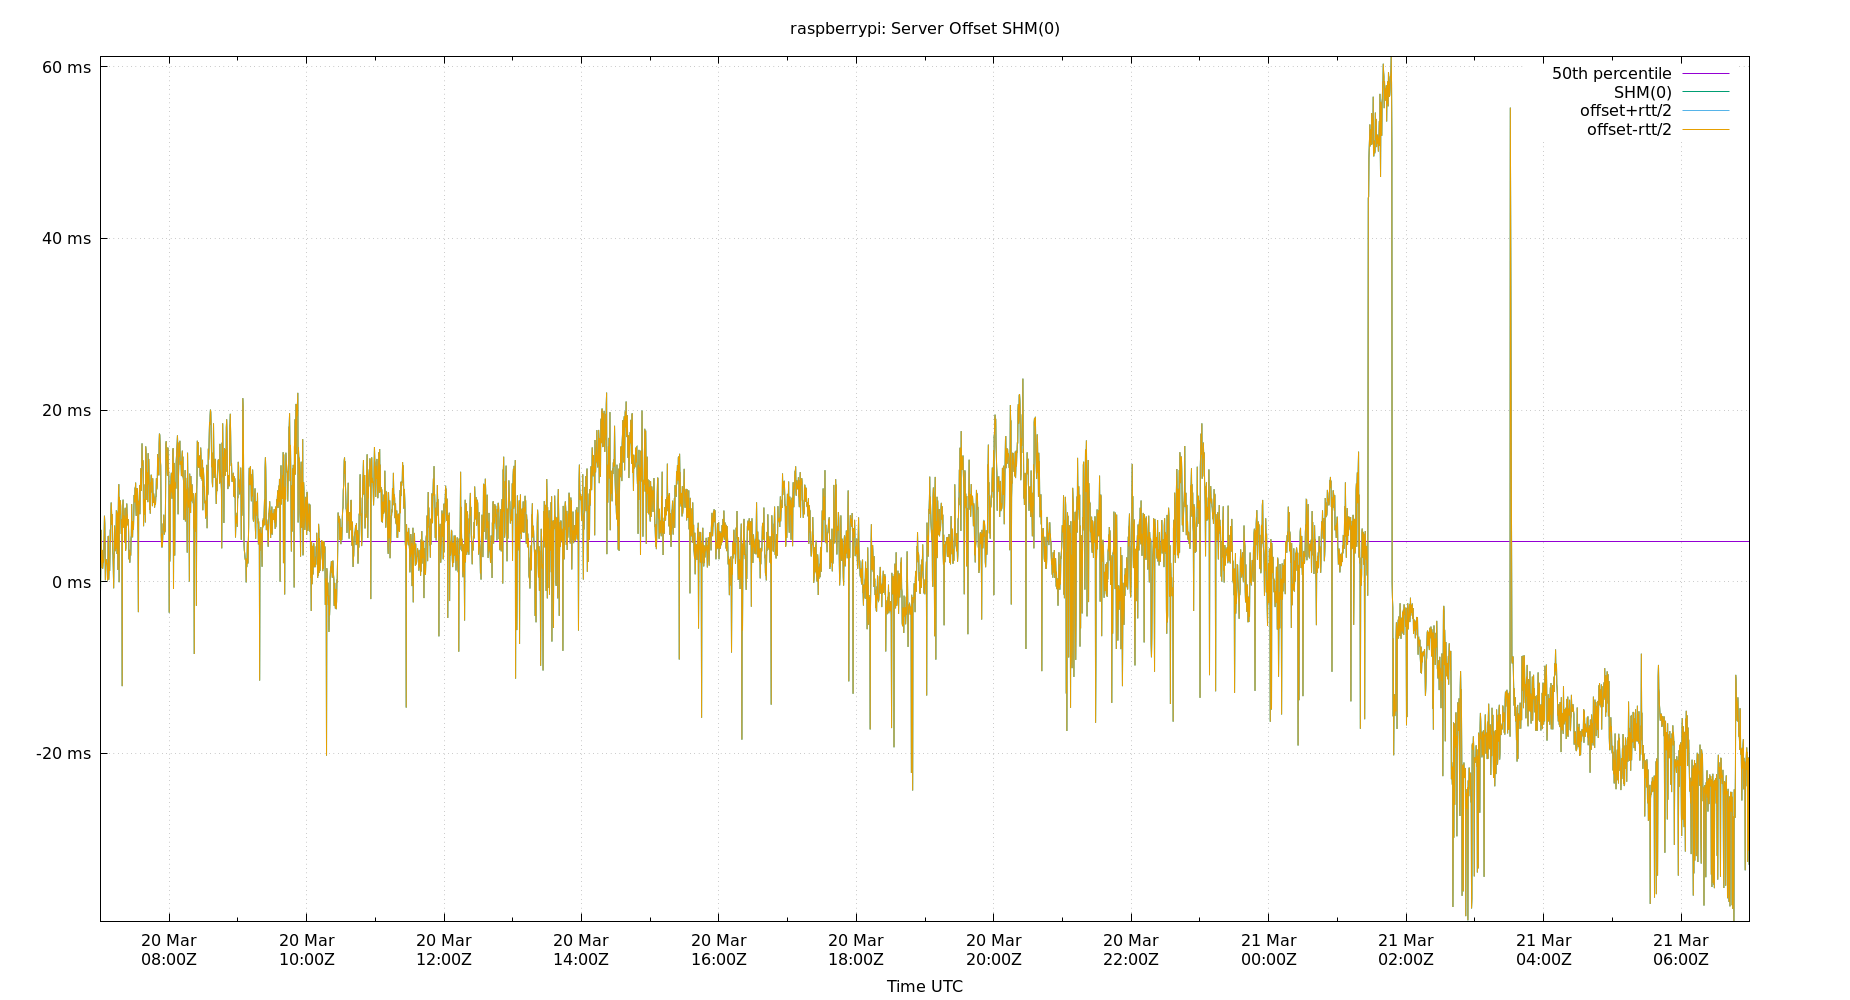 raspberrypi: Server Offset SHM(0)
60 ms
40 ms
20 ms
0 ms
-20 ms
50th percentile
SHM(0)
offset+rtt/2
offset-rtt/2
20 Mar 20 Mar 20 Mar 20 Mar 20 Mar 20 Mar 20 Mar 20 Mar 21 Mar 21 Mar 21 Mar 21 Mar
08:00Z 10:00Z 12:00Z 14:00Z 16:00Z 18:00Z 20:00Z 22:00Z 00:00Z 02:00Z 04:00Z 06:00Z
Time UTC